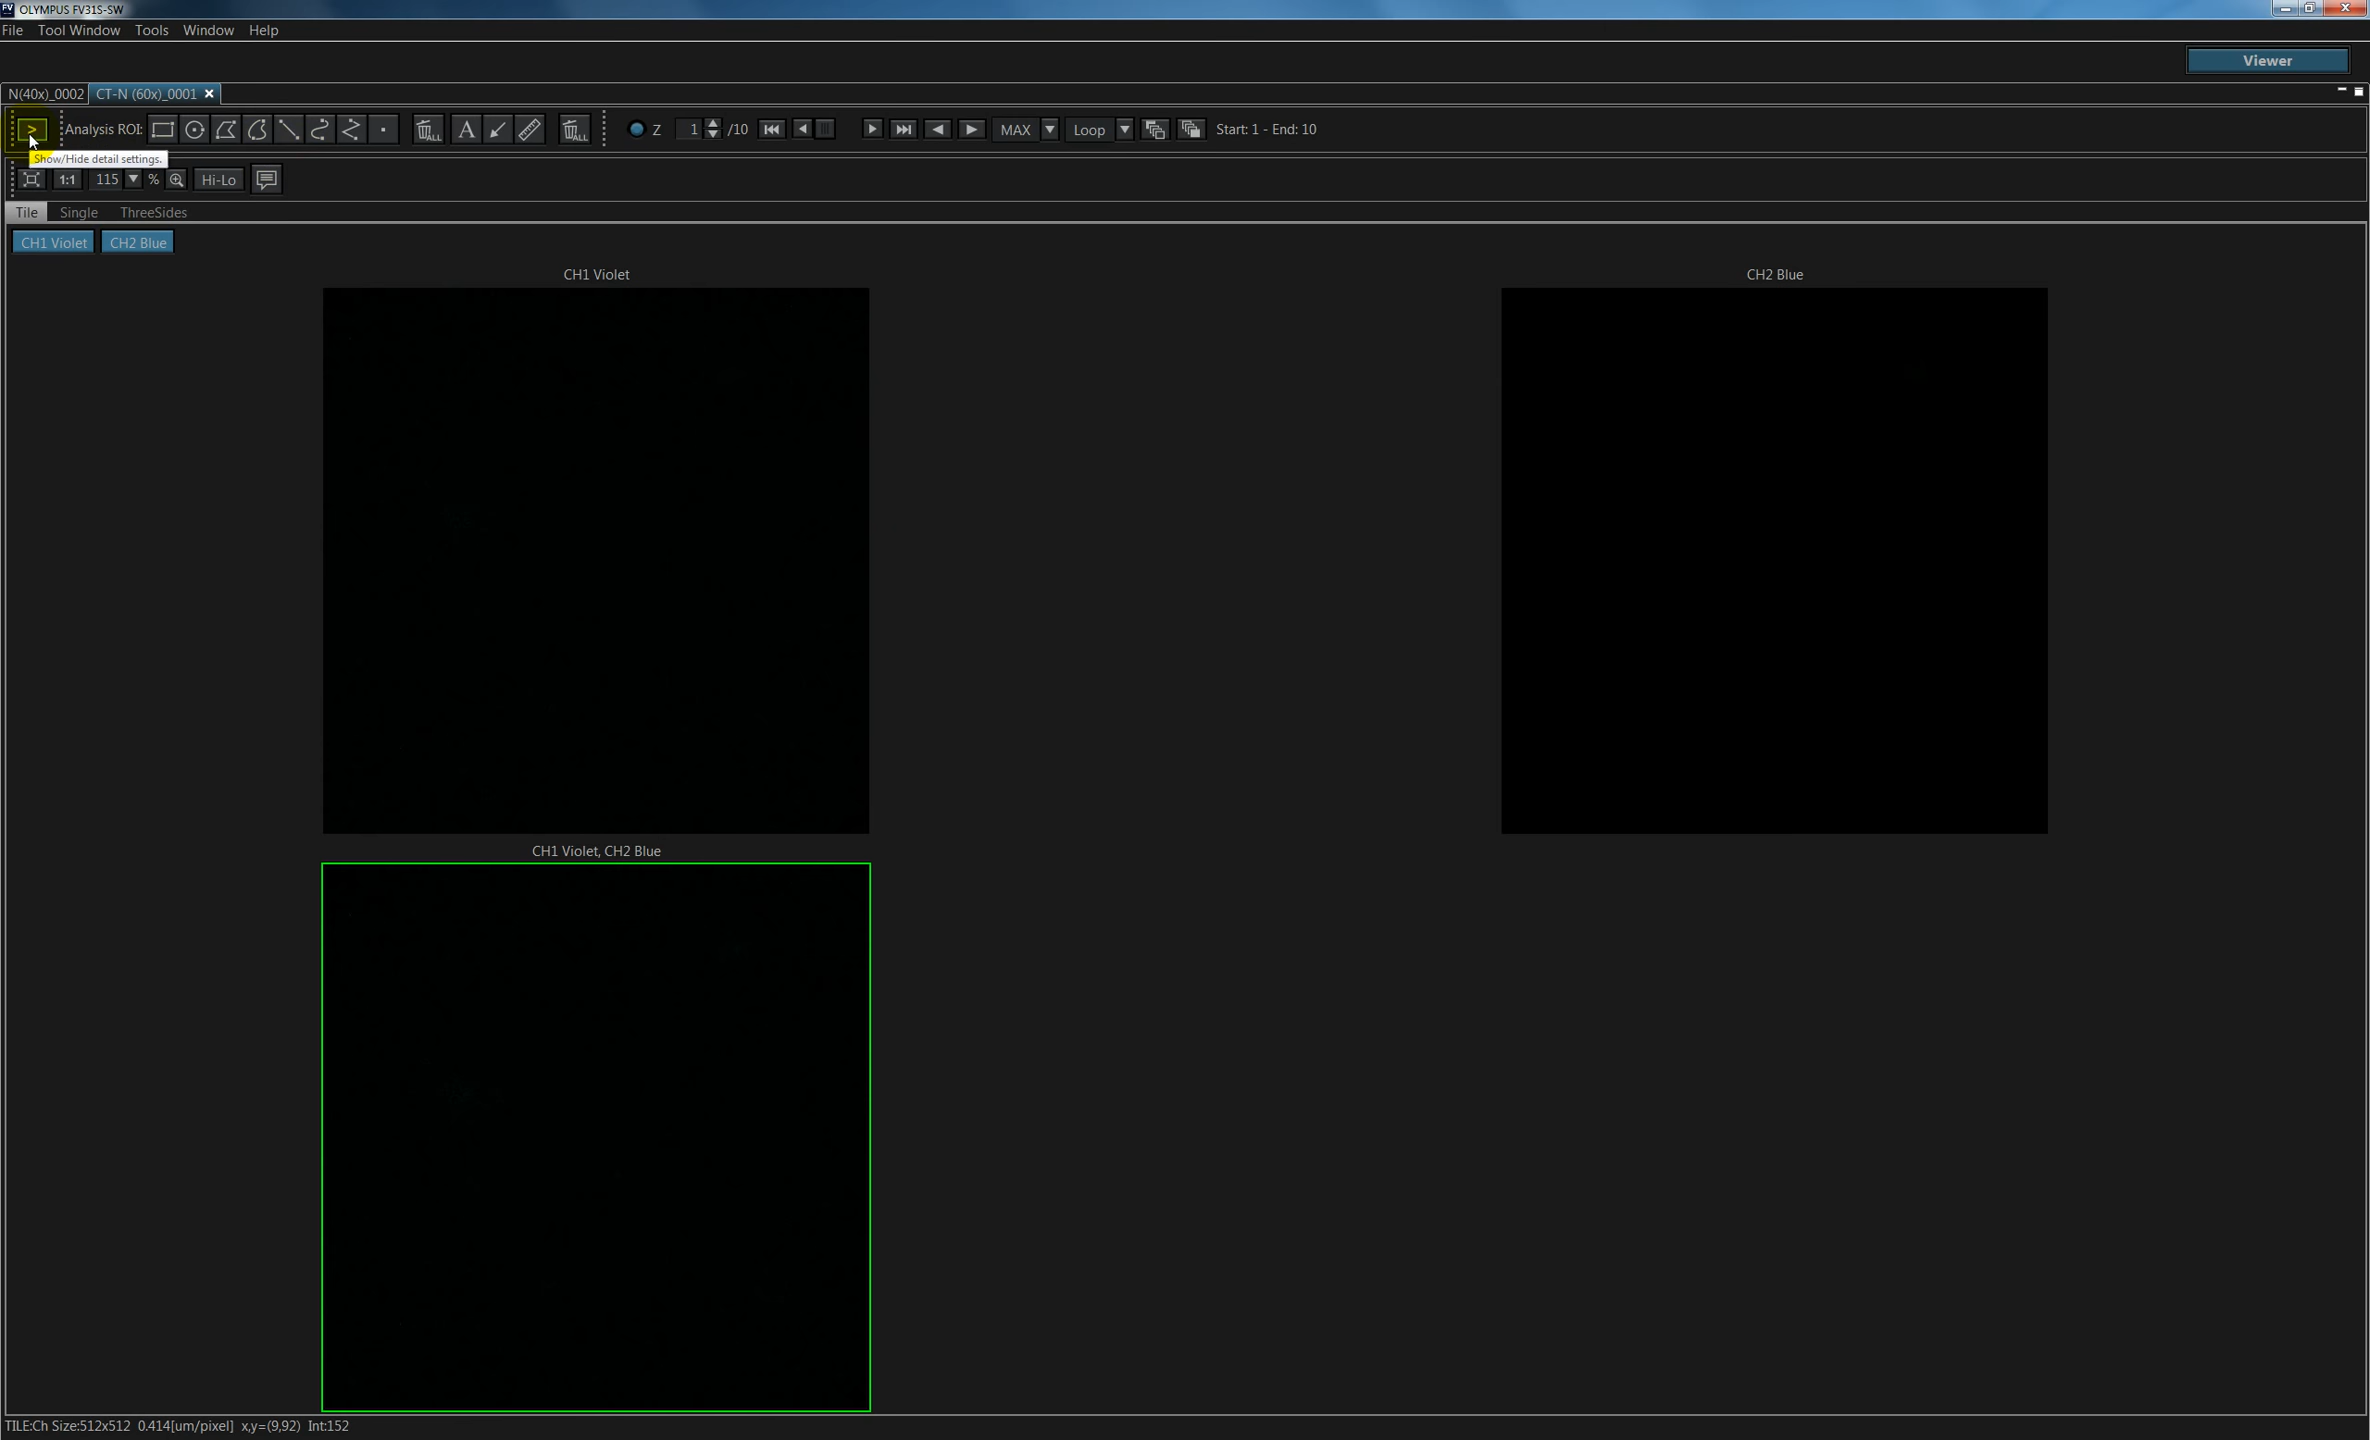 OLYMPUS FV31S-SW
File Tool Window Tools Window Help
Viewer
N(40x)_0002 CT-N (60x)_0001
> Analysis ROI: ALL A ALL Z 1 /10 MAX Loop Start: 1 - End: 10
Show/Hide detail settings.
1:1 115 % Hi-Lo
Tile Single ThreeSides
CH1 Violet CH2 Blue
CH1 Violet CH2 Blue
CH1 Violet, CH2 Blue
TILE:Ch Size:512x512 0.414[um/pixel] x,y=(9,92) Int:152